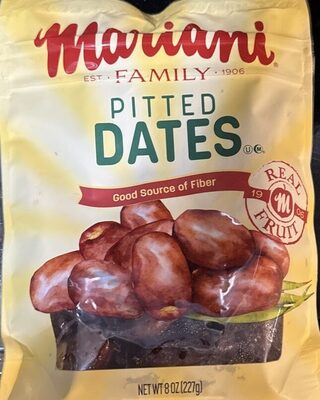 Mariani®
EST • FAMILY • 1906
PITTED
DATES
Good Source of Fiber
REAL
19 M 06
FRUIT
NET WT 8 OZ (227g)